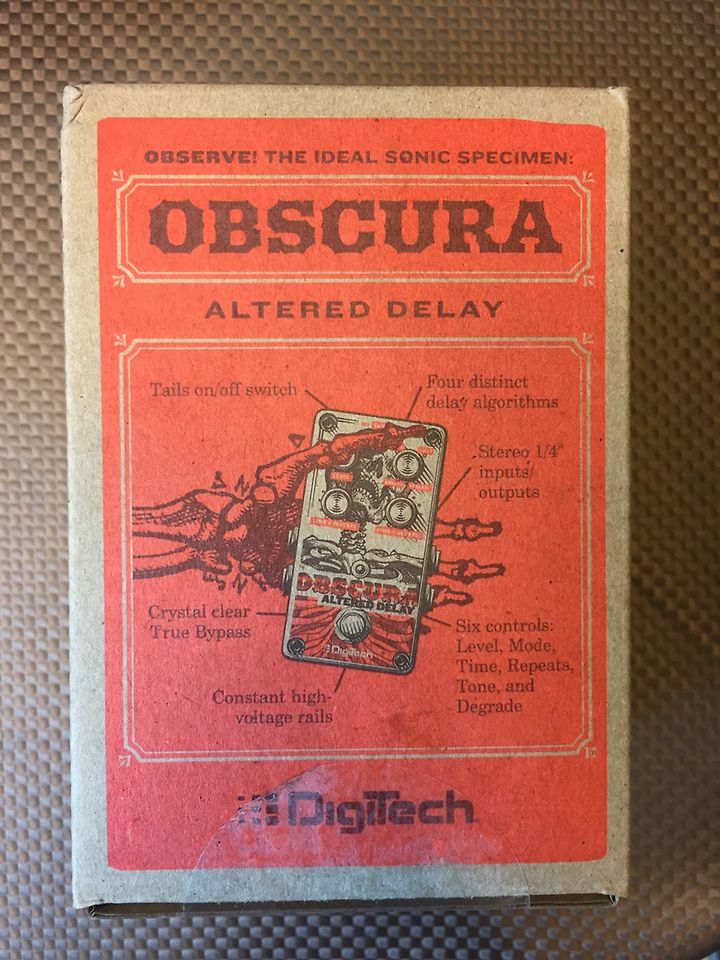 OBSERVE! THE IDEAL SONIC SPECIMEN:
OBSCURA
ALTERED DELAY
Tails on/off switch
Four distinct
delay algorithms
Stereo 1/4"
inputs/
outputs
OBSCURA
ALTERED DELAY
DigiTech
Crystal clear
True Bypass
Six controls:
Level, Mode,
Time, Repeats,
Tone, and
Degrade
Constant high-
voltage rails
DigiTech